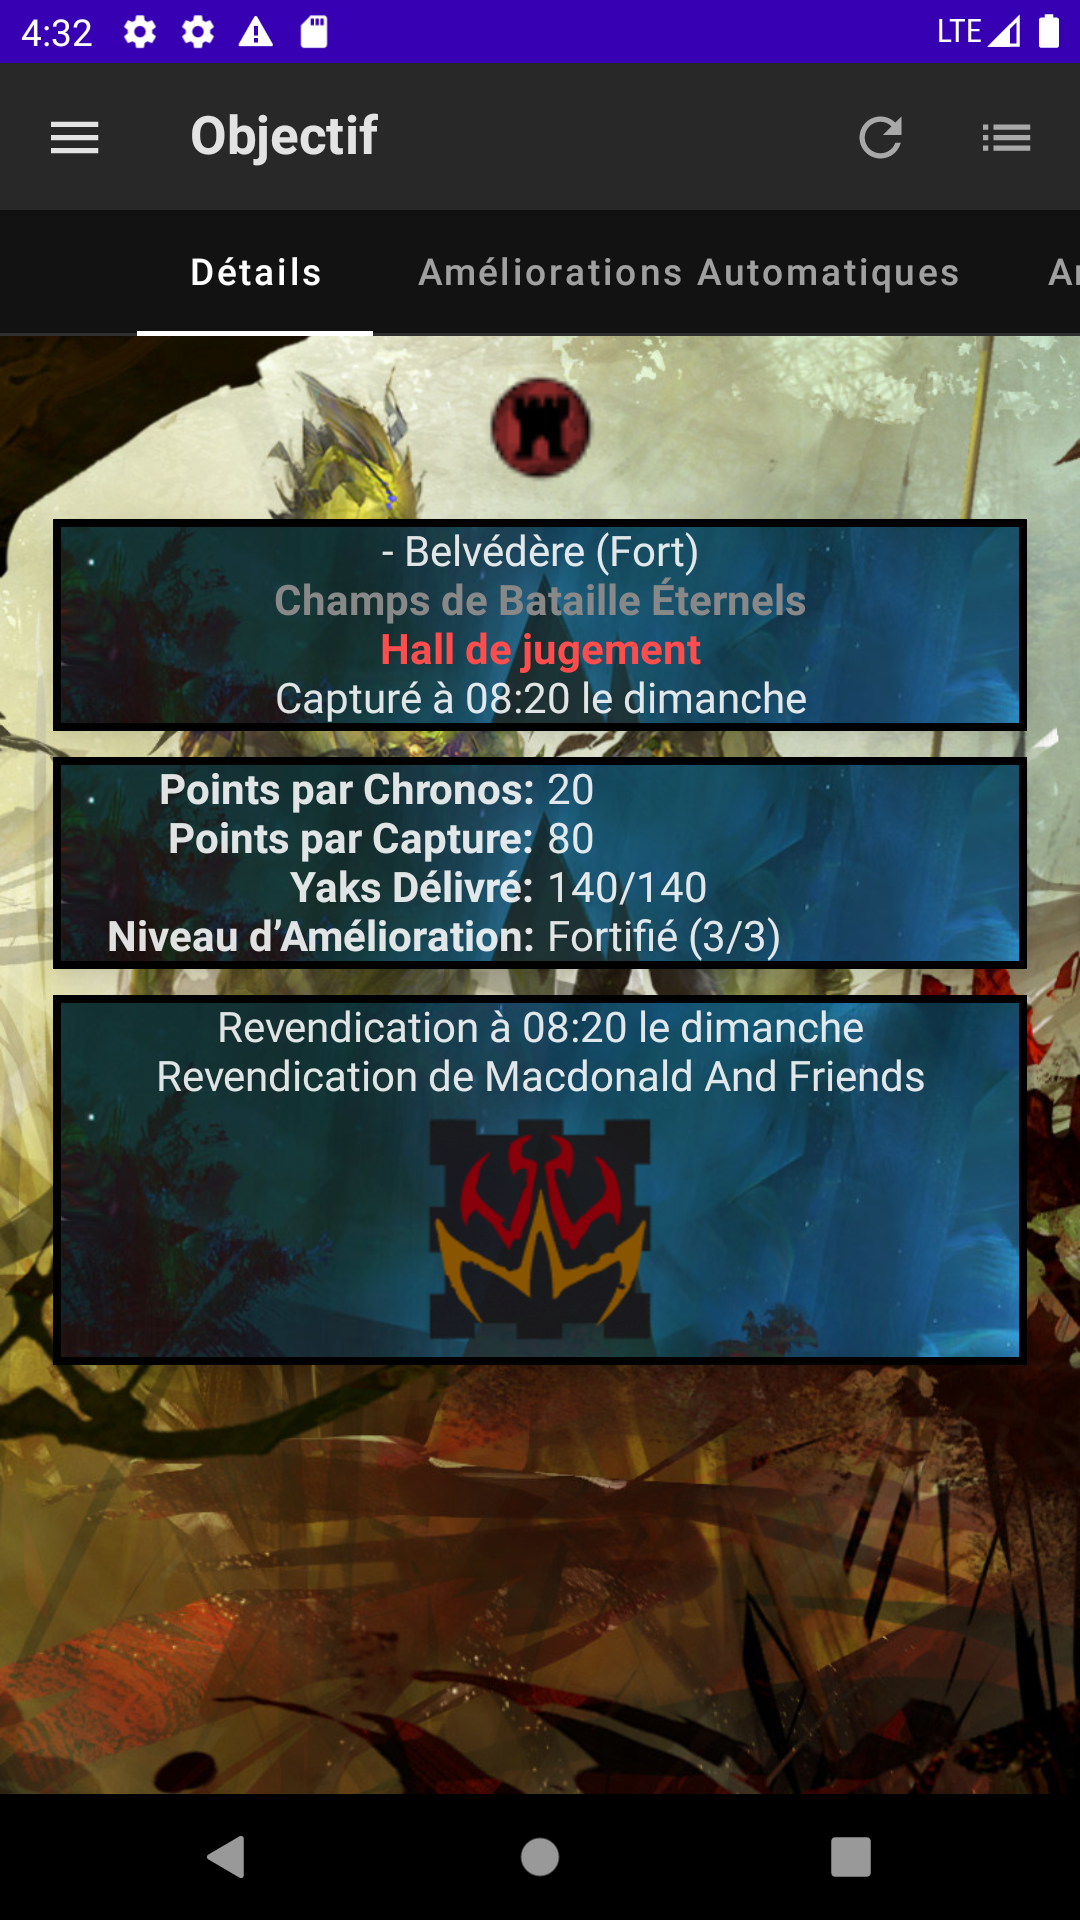 4:32
LTE
Objectif
Détails
Améliorations Automatiques
- Belvédère (Fort)
Champs de Bataille Éternels
Hall de jugement
Capturé à 08:20 le dimanche
Points par Chronos: 20
Points par Capture: 80
Yaks Délivré: 140/140
Niveau d’Amélioration: Fortifié (3/3)
Revendication à 08:20 le dimanche
Revendication de Macdonald And Friends